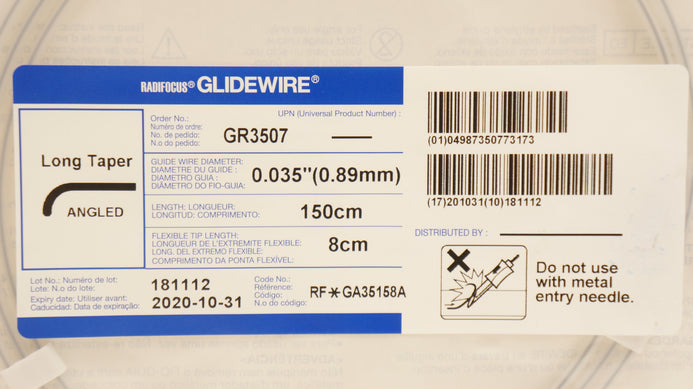 RADIFOCUS® GLIDEWIRE®
Long Taper
ANGLED
Order No.:
Numéro de ordre:
No. de pedido:
N.o do pedido:
GR3507
UPN (Universal Product Number) :
GUIDE WIRE DIAMETER:
DIAMETRE DU GUIDE :
DIÁMETRO GUIA :
DIÂMETRO DO FIO-GUIA:
0.035"(0.89mm)
LENGTH: LONGUEUR:
LONGITUD: COMPRIMENTO:
150cm
FLEXIBLE TIP LENGTH:
LONGUEUR DE L'EXTREMITE FLEXIBLE:
LONG. DEL EXTREMO FLEXIBLE:
COMPRIMENTO DA PONTA FLEXÍVEL:
8cm
Lot No.: Numéro de lot:
Lote: N.o do lote:
181112
Expiry date: Utiliser avant:
Caducidad: Data de expiração:
2020-10-31
Code No.:
Référence:
Código:
N.o do código:
RF*GA35158A
(01)04987350773173
(17)201031(10)181112
DISTRIBUTED BY :
Do not use
with metal
entry needle.